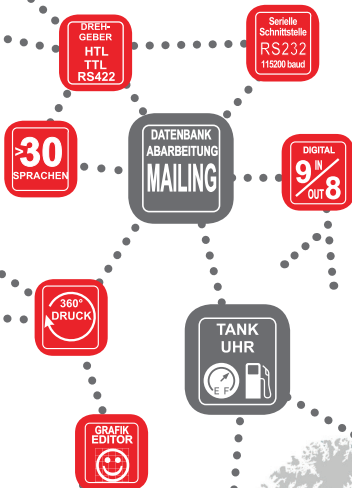 DREH-
GEBER
HTL
TTL
RS422
Serielle
Schnittstelle
RS232
115200 baud
>30
SPRACHEN
DATENBANK
ABARBEITUNG
MAILING
DIGITAL
9 IN
OUT 8
360°
DRUCK
TANK
UHR
E F
GRAFIK
EDITOR